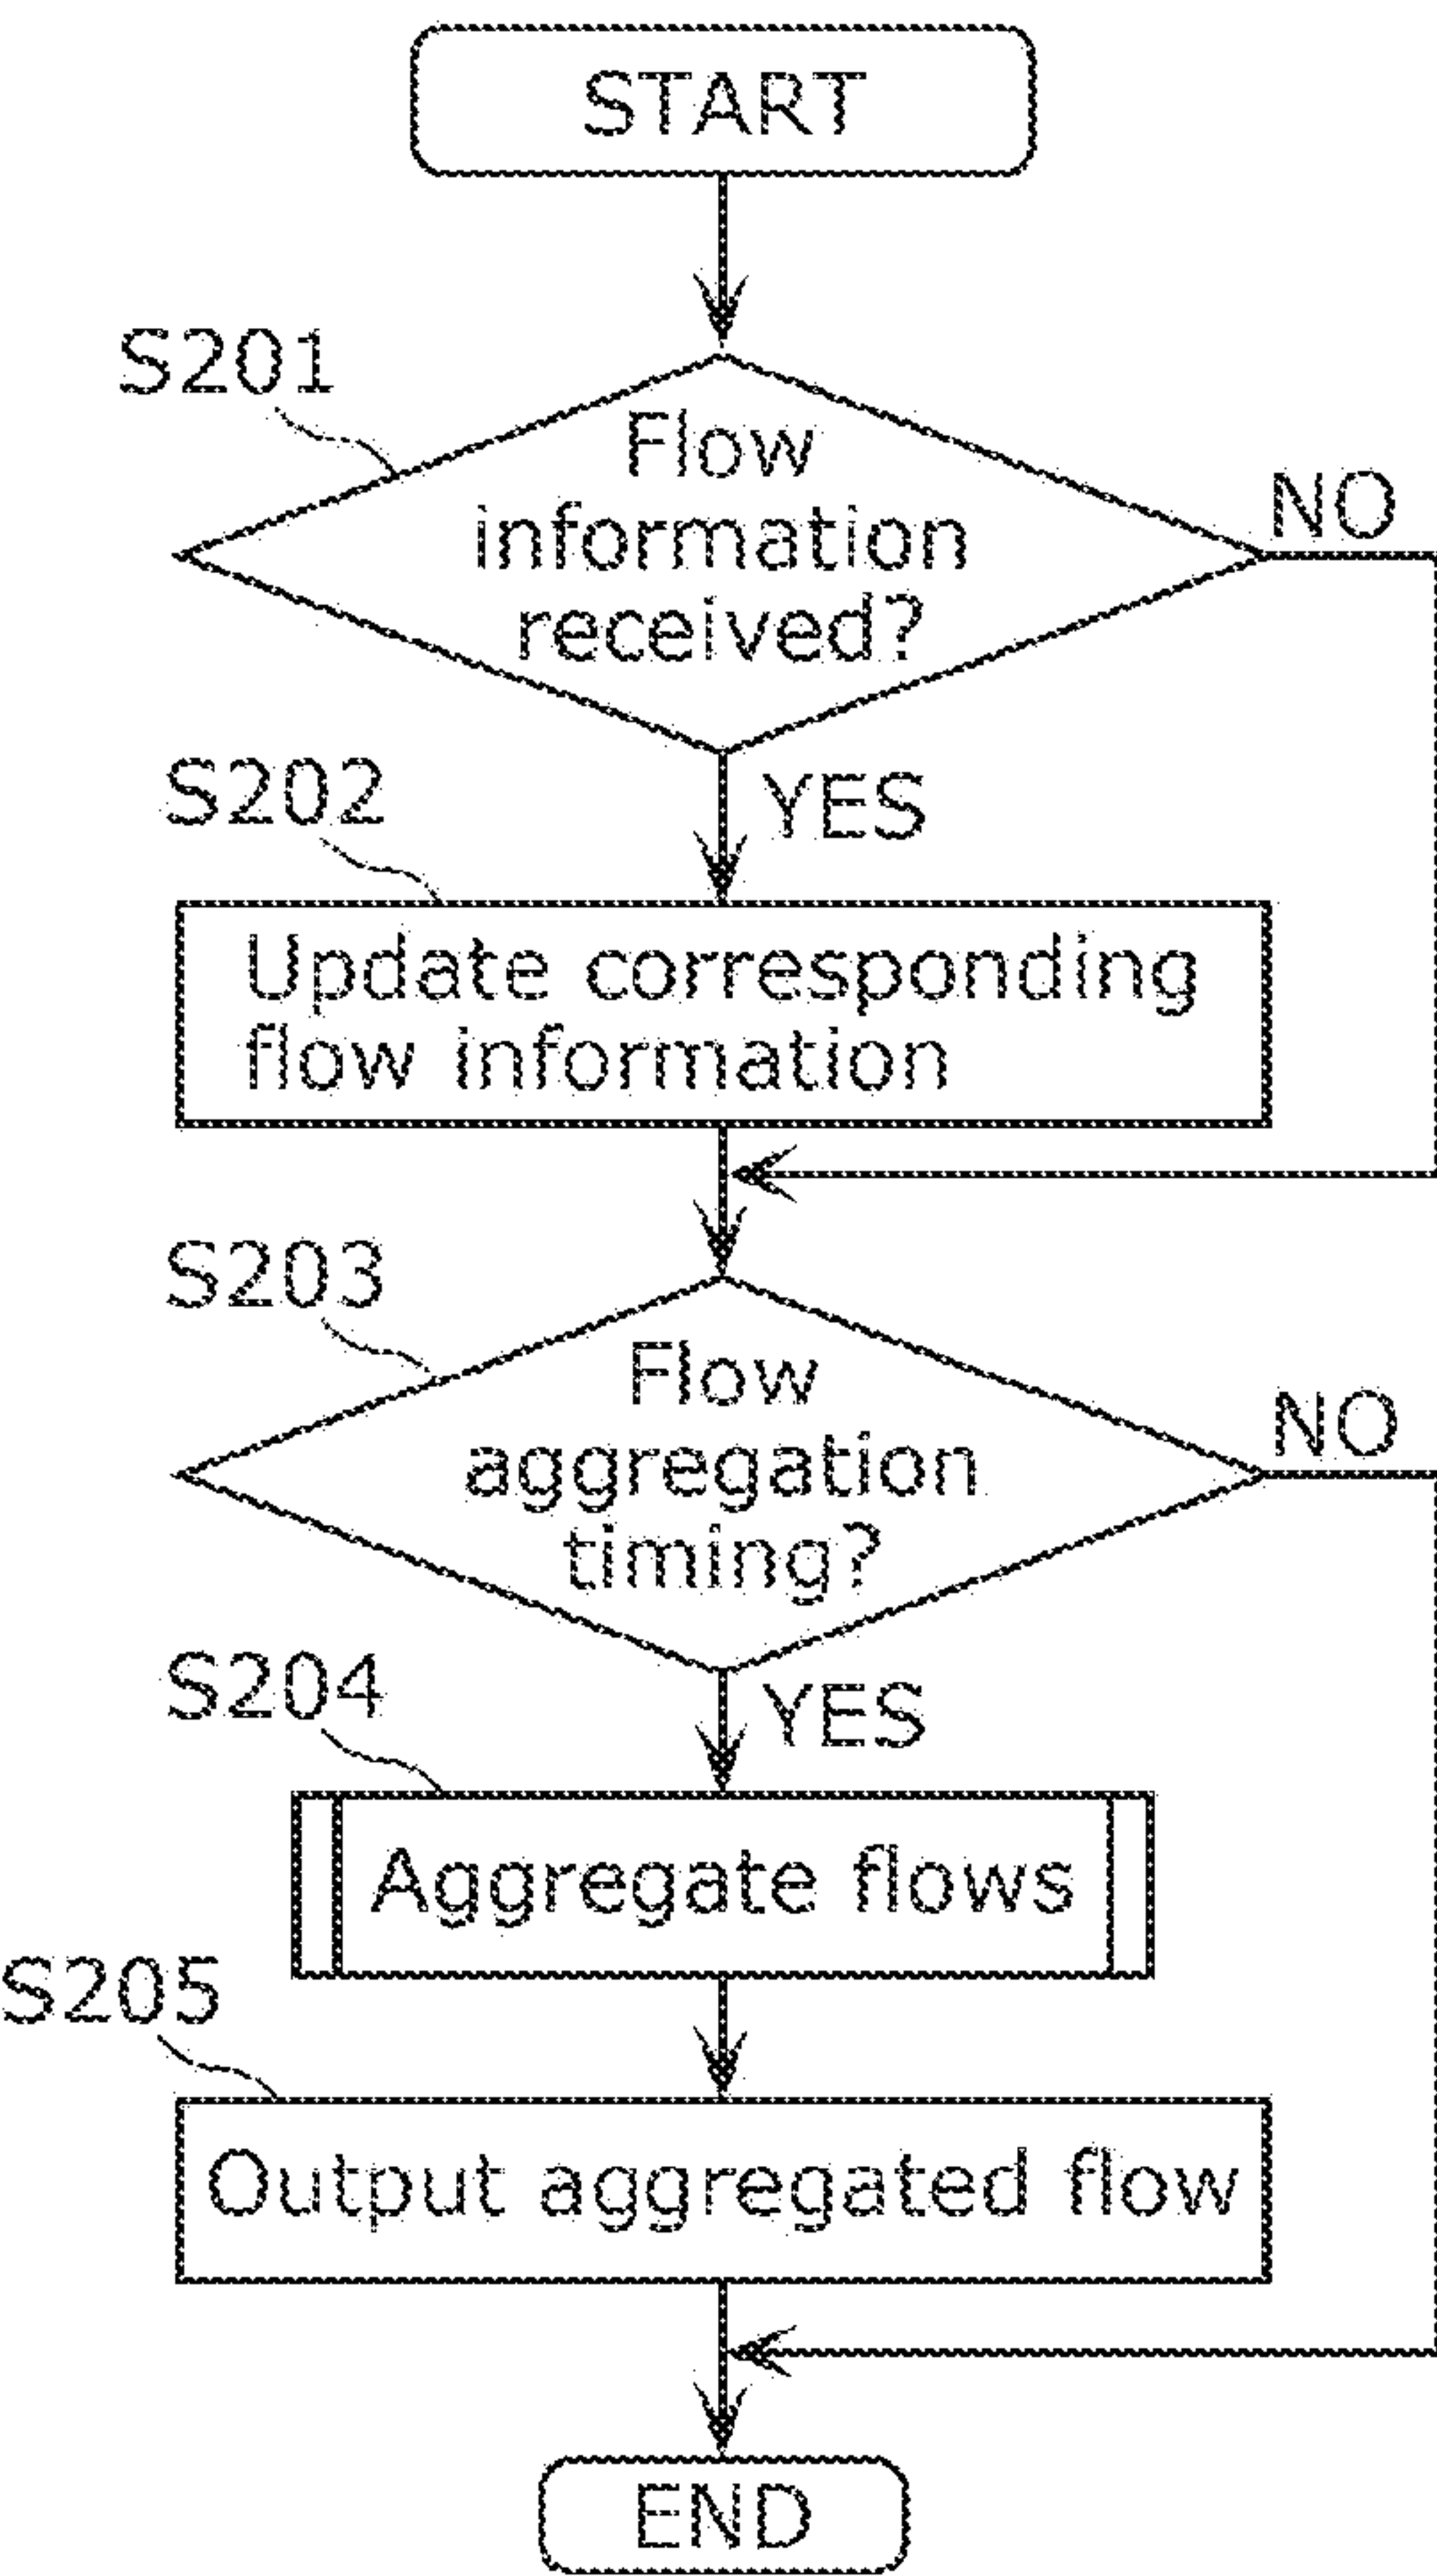 START
S201
Flow
information
received?
NO
S202
YES
Update corresponding
flow information
S203
Flow
aggregation
timing?
NO
S204
YES
Aggregate flows
S205
Output aggregated flow
END